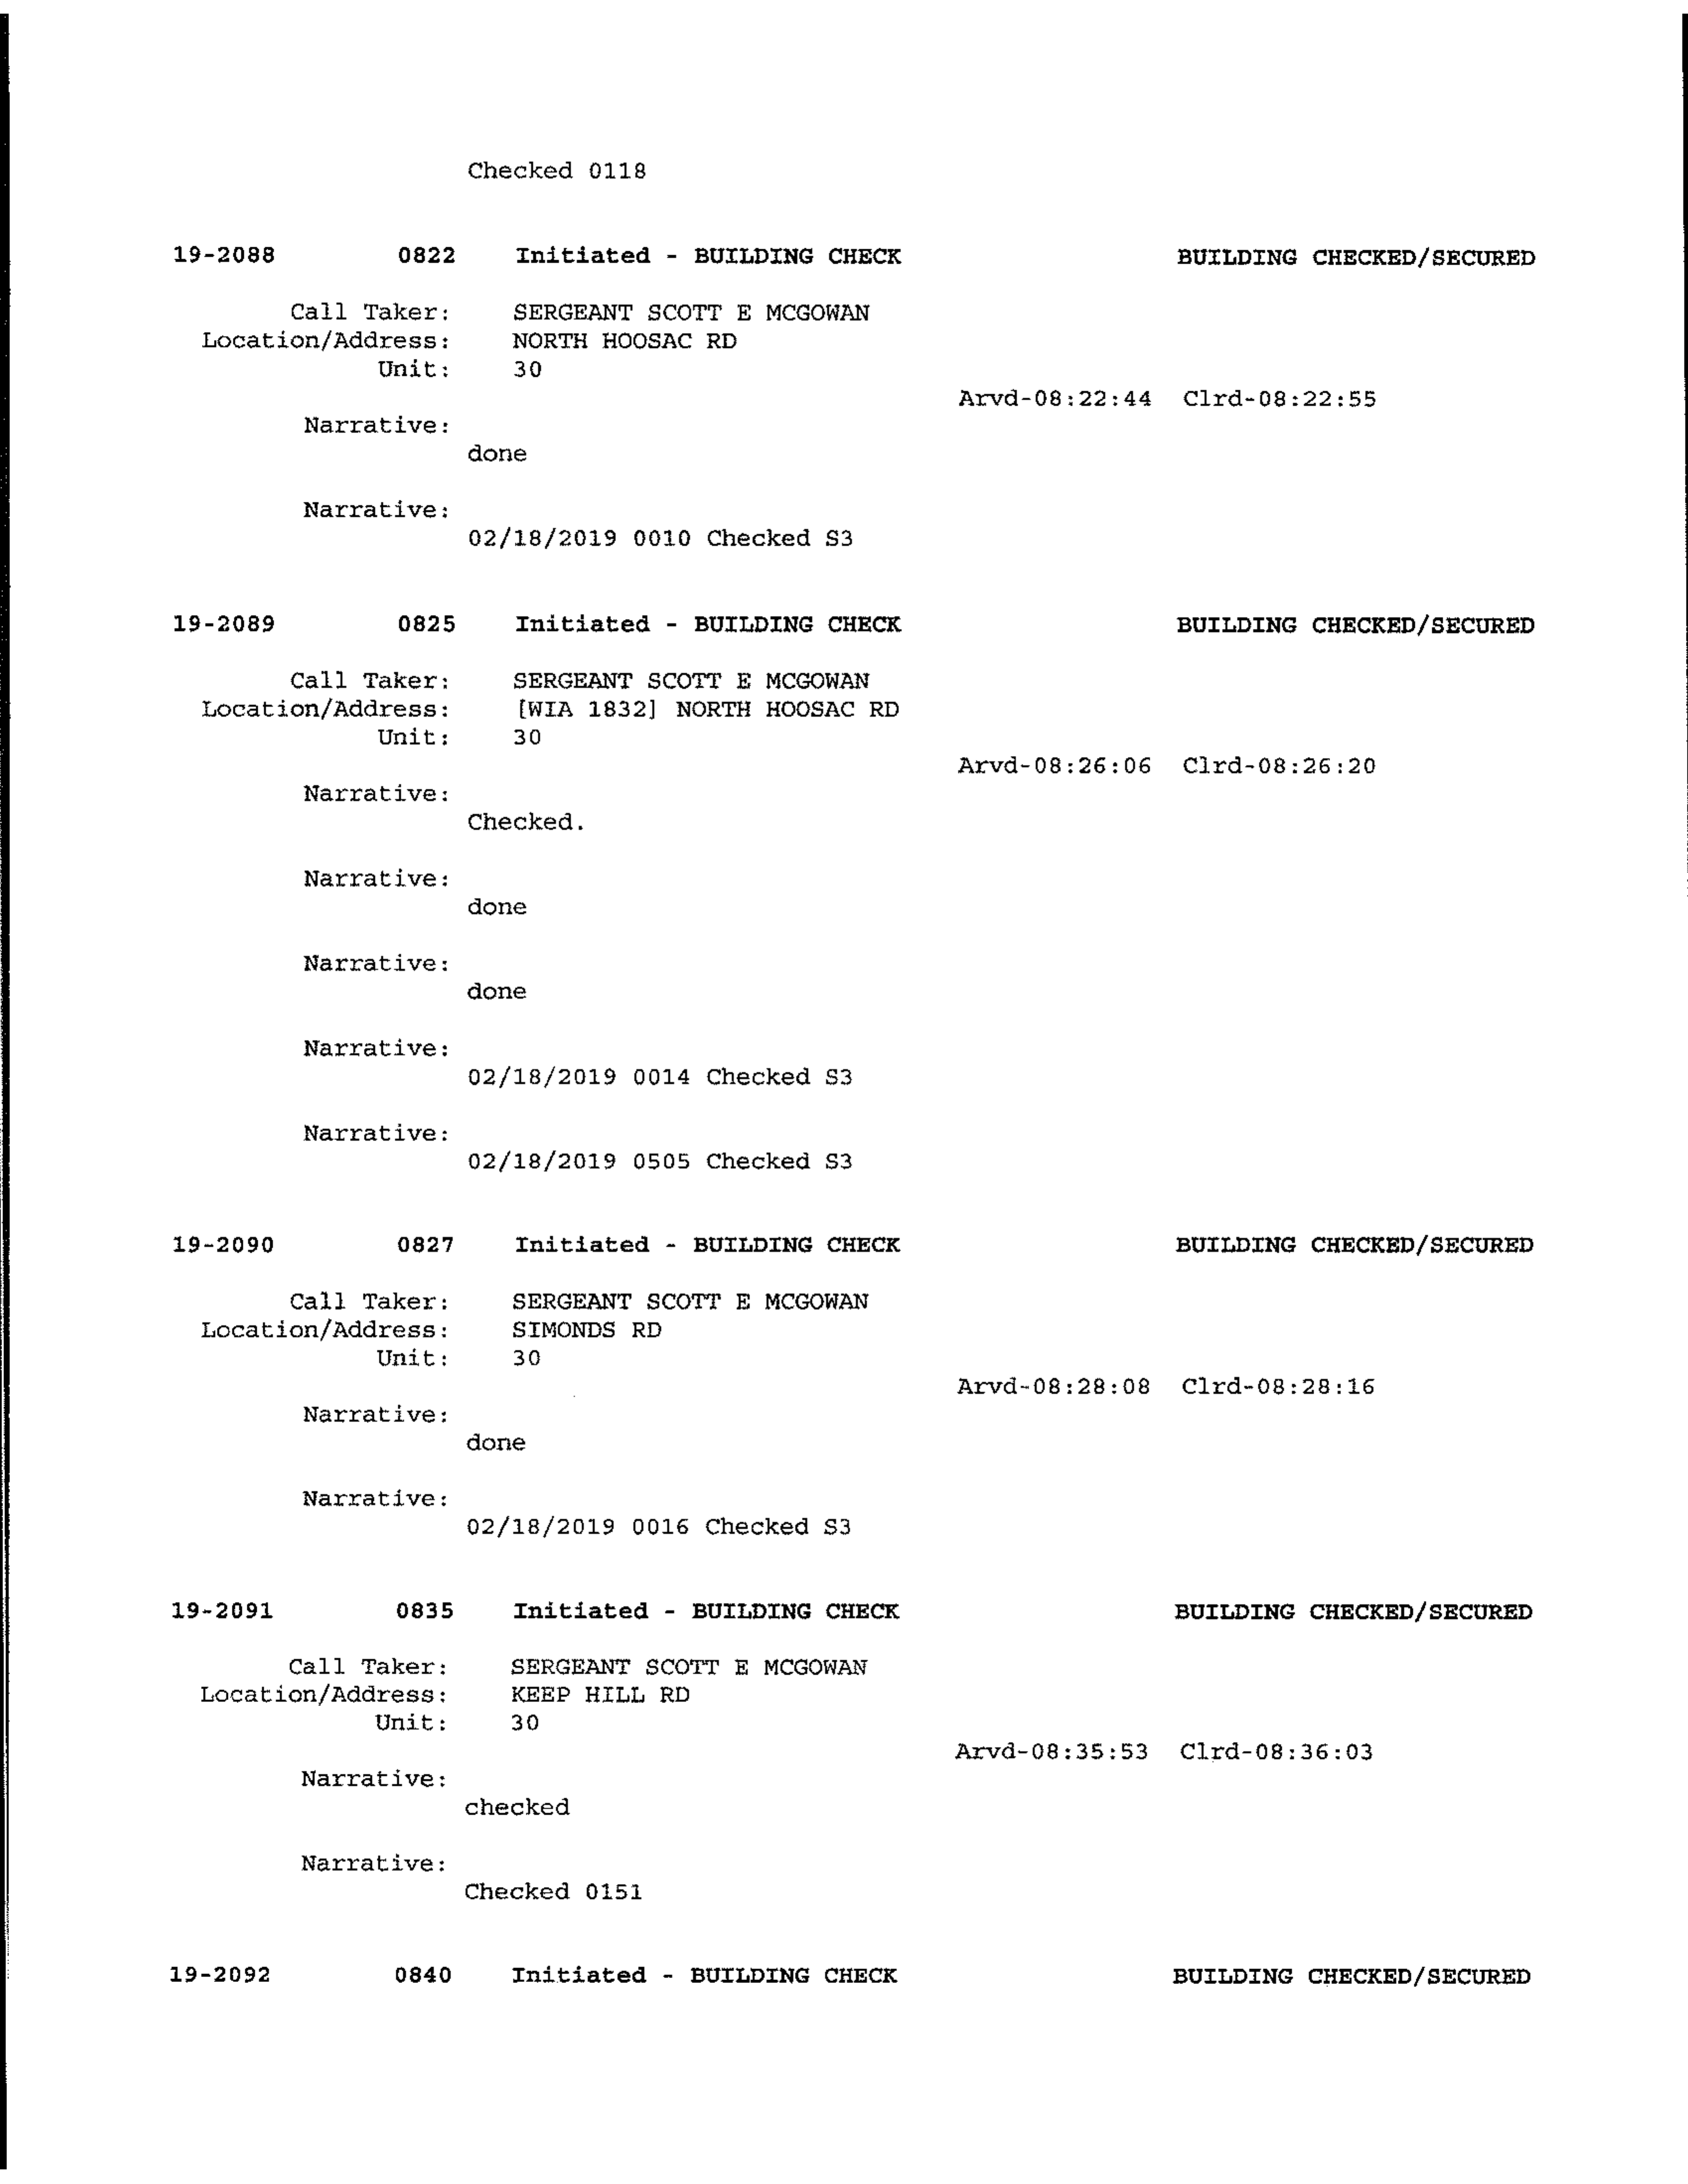 Checked 0118
19-2088 0822 Initiated - BUILDING CHECK BUILDING CHECKED/SECURED
Call Taker: SERGEANT SCOTT E MCGOWAN
Location/Address: NORTH HOOSAC RD
Unit: 30
Arvd-08:22:44 Clrd-08:22:55
Narrative:
done
Narrative:
02/18/2019 0010 Checked S3
19-2089 0825 Initiated - BUILDING CHECK BUILDING CHECKED/SECURED
Call Taker: SERGEANT SCOTT E MCGOWAN
Location/Address: [WIA 1832] NORTH HOOSAC RD
Unit: 30
Arvd-08:26:06 Clrd-08:26:20
Narrative:
Checked.
Narrative:
done
Narrative:
done
Narrative:
02/18/2019 0014 Checked S3
Narrative:
02/18/2019 0505 Checked S3
19-2090 0827 Initiated - BUILDING CHECK BUILDING CHECKED/SECURED
Call Taker: SERGEANT SCOTT E MCGOWAN
Location/Address: SIMONDS RD
Unit: 30
Arvd-08:28:08 Clrd-08:28:16
Narrative:
done
Narrative:
02/18/2019 0016 Checked S3
19-2091 0835 Initiated - BUILDING CHECK BUILDING CHECKED/SECURED
Call Taker: SERGEANT SCOTT E MCGOWAN
Location/Address: KEEP HILL RD
Unit: 30
Arvd-08:35:53 Clrd-08:36:03
Narrative:
checked
Narrative:
Checked 0151
19-2092 0840 Initiated - BUILDING CHECK BUILDING CHECKED/SECURED